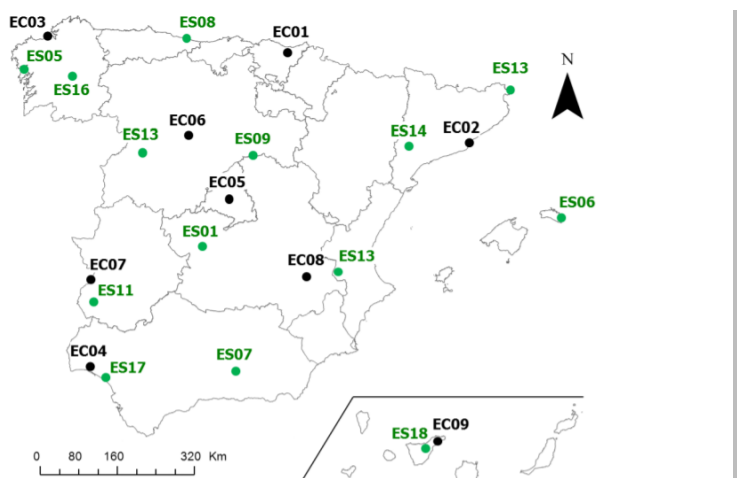 EC03
ES08
EC01
ES05
ES16
N
ES13
EC06
ES13
ES09
ES14
EC02
EC05
ES06
ES01
EC07
EC08
ES13
ES11
EC04
ES17
ES07
ES18
EC09
0 80 160 320 Km